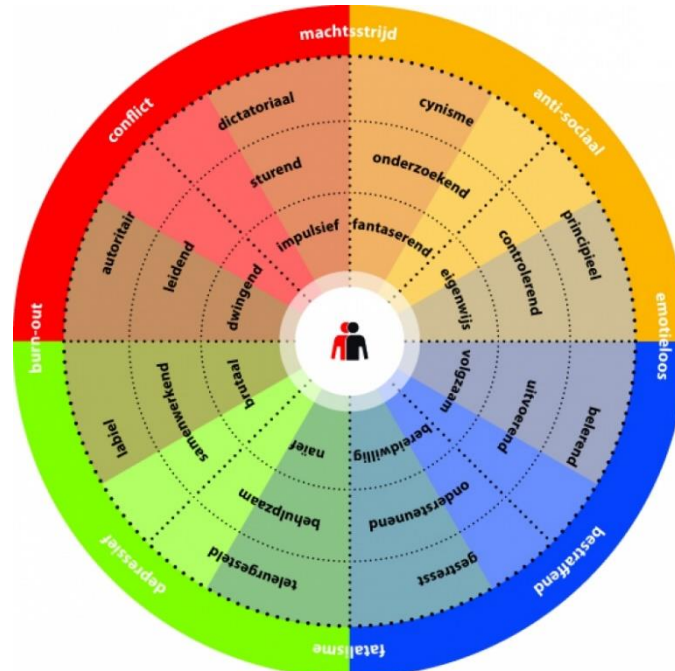 machtsstrijd
anti-sociaal
emotieloos
bestraffend
fatalisme
depressief
burn-out
conflict
dictatoriaal
cynisme
principieel
belerend
gestresst
teleurgesteld
labiel
autoritair
sturend
onderzoekend
controlerend
uitvoerend
ondersteunend
behulpzaam
samenwerkend
leidend
impulsief
fantaserend
eigenwijs
volgzaam
bereidwillig
naïef
brutaal
dwingend